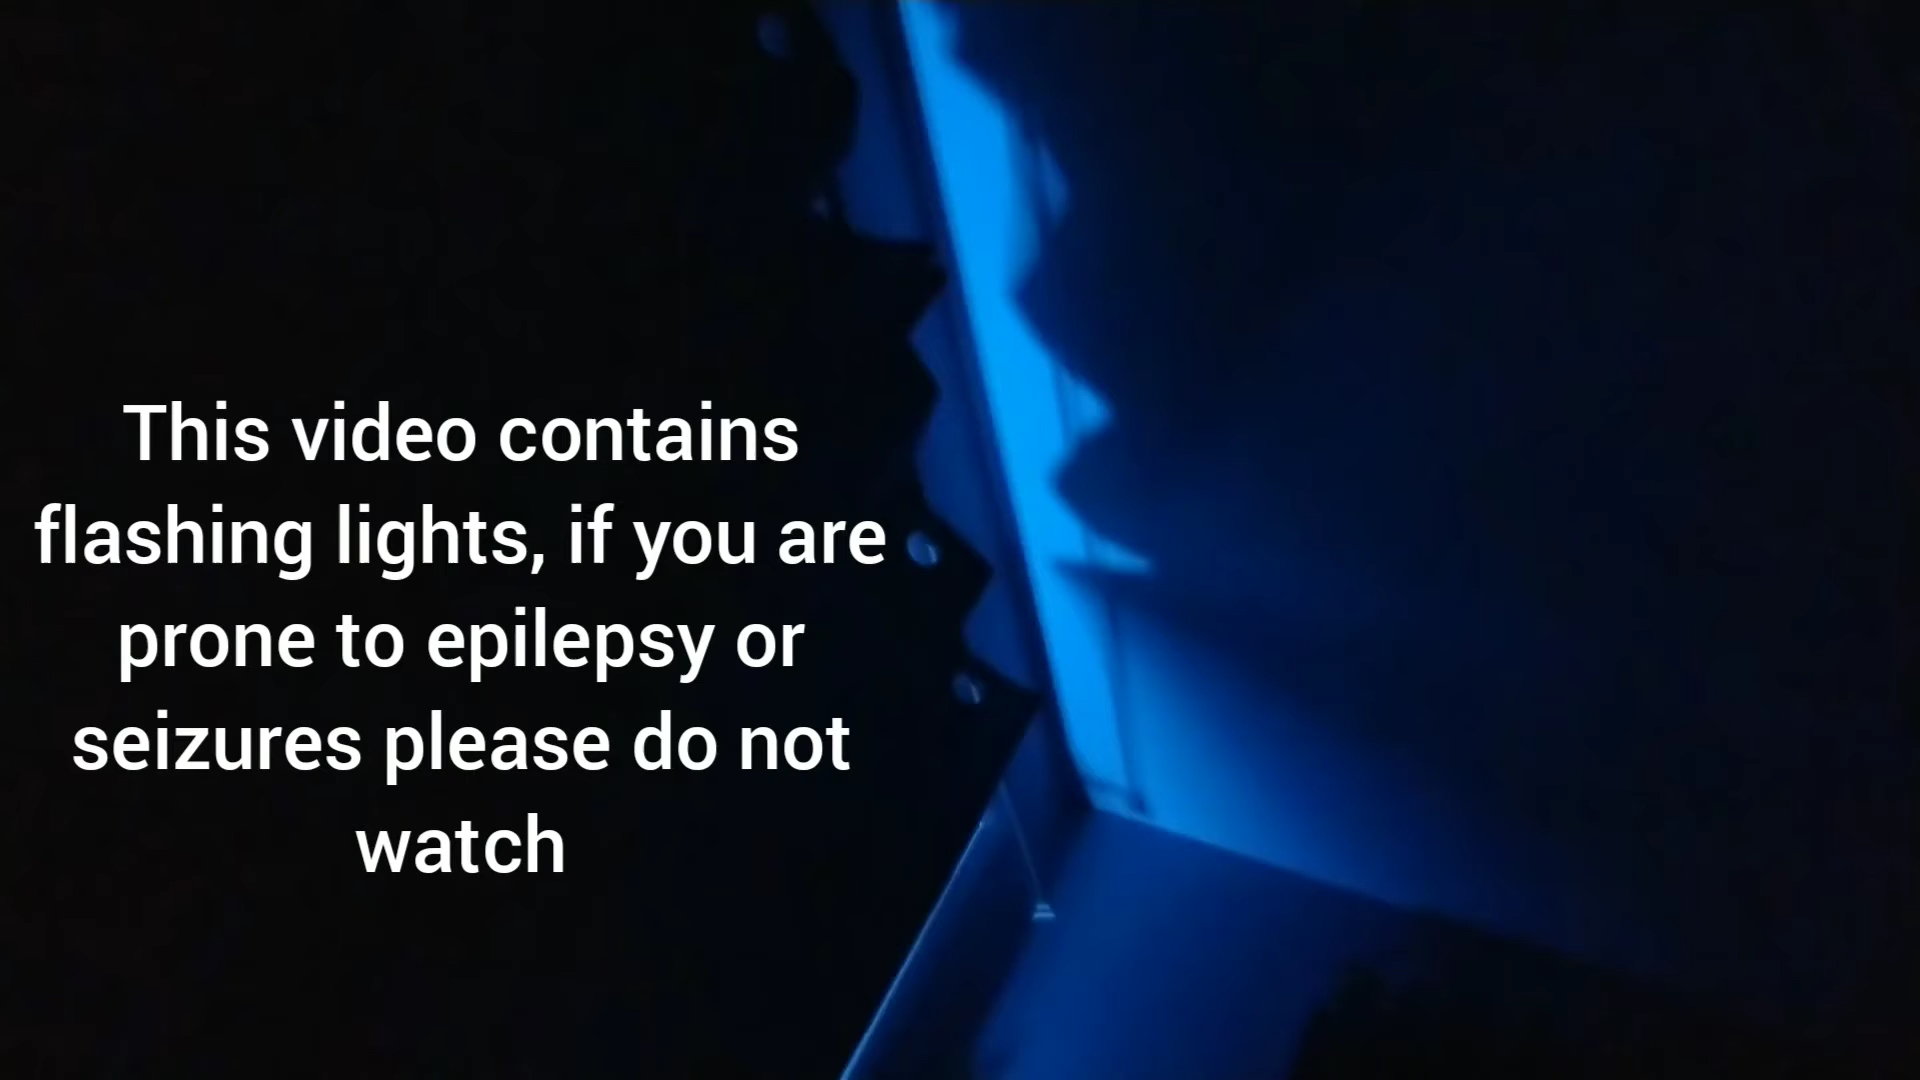 This video contains
flashing lights, if you are
prone to epilepsy or
seizures please do not
watch